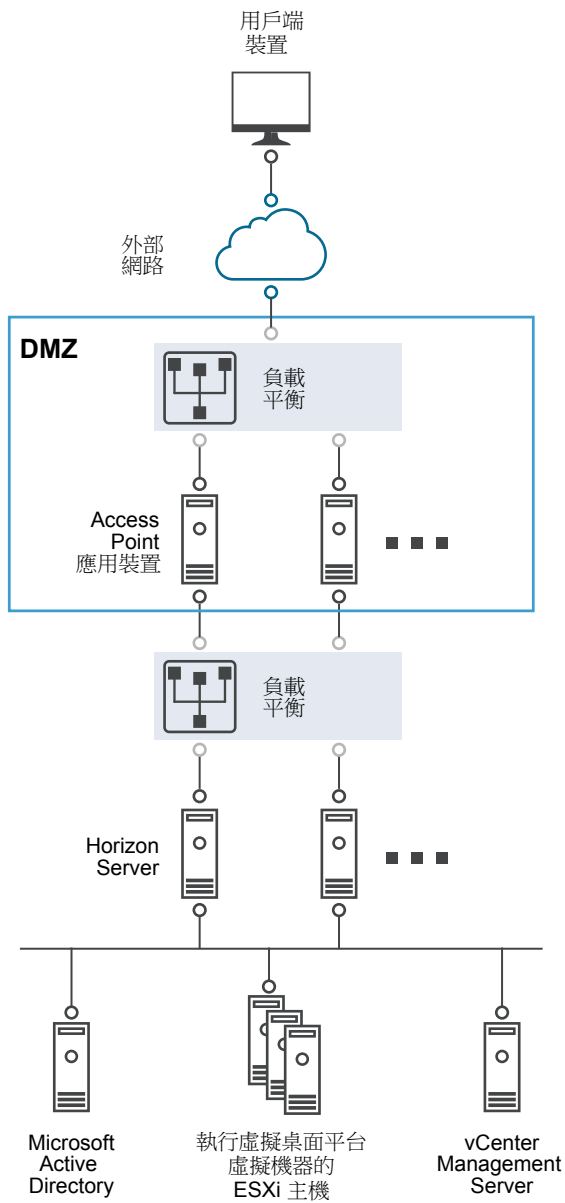 用戶端
裝置
外部
網路
DMZ
負載
平衡
Access
Point
應用裝置
負載
平衡
Horizon
Server
Microsoft
Active
Directory
執行虛擬桌面平台
虛擬機器的
ESXi 主機
vCenter
Management
Server